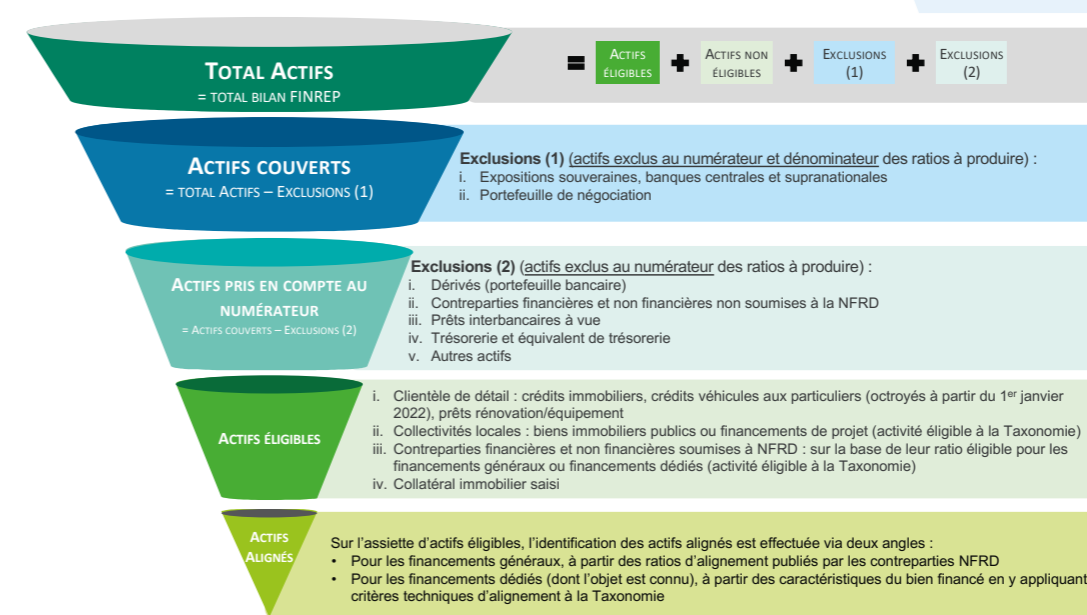 TOTAL ACTIFS
= TOTAL BILAN FINREP
= ACTIFS ÉLIGIBLES + ACTIFS NON ÉLIGIBLES + EXCLUSIONS (1) + EXCLUSIONS (2)
ACTIFS COUVERTS
= TOTAL ACTIFS – EXCLUSIONS (1)
Exclusions (1) (actifs exclus au numérateur et dénominateur des ratios à produire) :
i. Expositions souveraines, banques centrales et supranationales
ii. Portefeuille de négociation
ACTIFS PRIS EN COMPTE AU
NUMÉRATEUR
= ACTIFS COUVERTS – EXCLUSIONS (2)
Exclusions (2) (actifs exclus au numérateur des ratios à produire) :
i. Dérivés (portefeuille bancaire)
ii. Contreparties financières et non financières non soumises à la NFRD
iii. Prêts interbancaires à vue
iv. Trésorerie et équivalent de trésorerie
v. Autres actifs
ACTIFS ÉLIGIBLES
i. Clientèle de détail : crédits immobiliers, crédits véhicules aux particuliers (octroyés à partir du 1er janvier
2022), prêts rénovation/équipement
ii. Collectivités locales : biens immobiliers publics ou financements de projet (activité éligible à la Taxonomie)
iii. Contreparties financières et non financières soumises à NFRD : sur la base de leur ratio éligible pour les
financements généraux ou financements dédiés (activité éligible à la Taxonomie)
iv. Collatéral immobilier saisi
ACTIFS
ALIGNÉS
Sur l'assiette d'actifs éligibles, l'identification des actifs alignés est effectuée via deux angles :
• Pour les financements généraux, à partir des ratios d'alignement publiés par les contreparties NFRD
• Pour les financements dédiés (dont l'objet est connu), à partir des caractéristiques du bien financé en y appliquant
critères techniques d'alignement à la Taxonomie